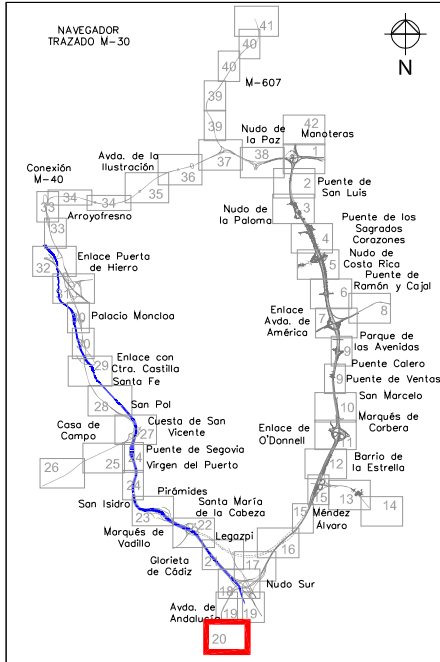 NAVEGADOR
TRAZADO M-30
N
41
40
40
M-607
39
39
Nudo de
la Paz
Manoteras
42
1
38
37
Avda. de la
Ilustración
36
35
2
Puente de
San Luis
Conexión
M-40
34
34
33
33
Arroyofresno
3
Nudo de
la Paloma
Puente de los
Sagrados
Corazones
4
Nudo de
Costa Rica
5
Enlace Puerta
de Hierro
32
Puente de
Ramón y Cajal
6
8
7
Enlace
Avda. de
América
Palacio Moncloa
Parque de
las Avenidas
9
29
Enlace con
Ctra. Castilla
Santa Fe
Puente Calero
9
Puente de Ventas
28
San Pol
San Marcelo
10
Marqués de
Corbera
Casa de
Campo
Cuesta de San
Vicente
27
Enlace de
O'Donnell
11
26
25
24
Puente de Segovia
Virgen del Puerto
24
Barrio de
la Estrella
12
15
13
14
Pirámides
San Isidro
23
Santa María
de la Cabeza
22
15
Méndez
Álvaro
Marqués de
Vadillo
Legazpi
16
21
17
Glorieta
de Cádiz
18
Nudo Sur
Avda. de
Andalucía
19
19
20